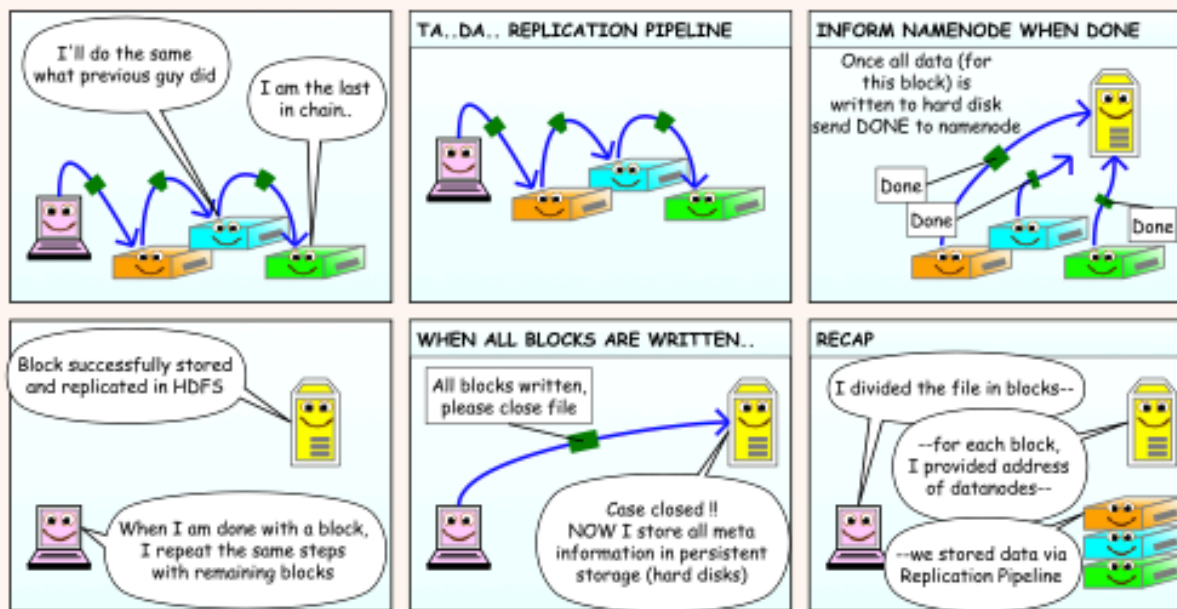 I'll do the same
what previous guy did
I am the last
in chain..
TA..DA.. REPLICATION PIPELINE
INFORM NAMENODE WHEN DONE
Once all data (for
this block) is
written to hard disk
send DONE to namenode
Done
Done
Done
Block successfully stored
and replicated in HDFS
When I am done with a block,
I repeat the same steps
with remaining blocks
WHEN ALL BLOCKS ARE WRITTEN..
All blocks written,
please close file
Case closed !!
NOW I store all meta
information in persistent
storage (hard disks)
RECAP
I divided the file in blocks--
--for each block,
I provided address
of datanodes--
--we stored data via
Replication Pipeline